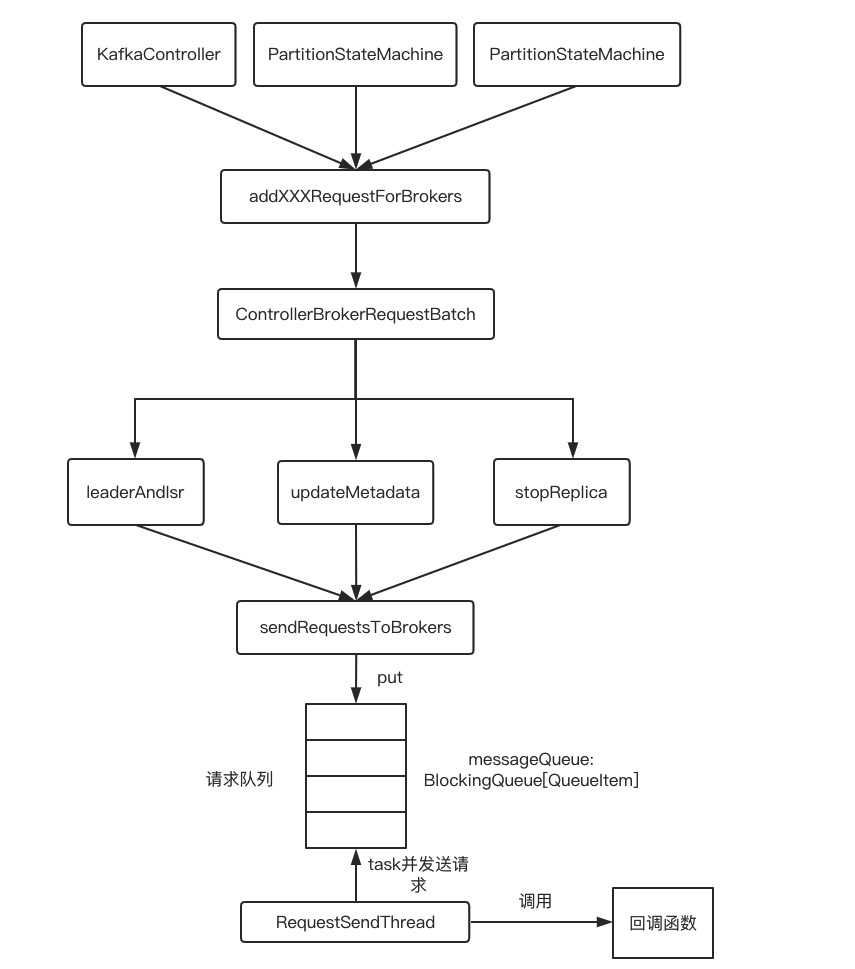 KafkaController
PartitionStateMachine
PartitionStateMachine
addXXXRequestForBrokers
ControllerBrokerRequestBatch
leaderAndIsr
updateMetadata
stopReplica
sendRequestsToBrokers
put
请求队列
messageQueue:
BlockingQueue[QueueItem]
task并发送请
求
RequestSendThread
调用
回调函数